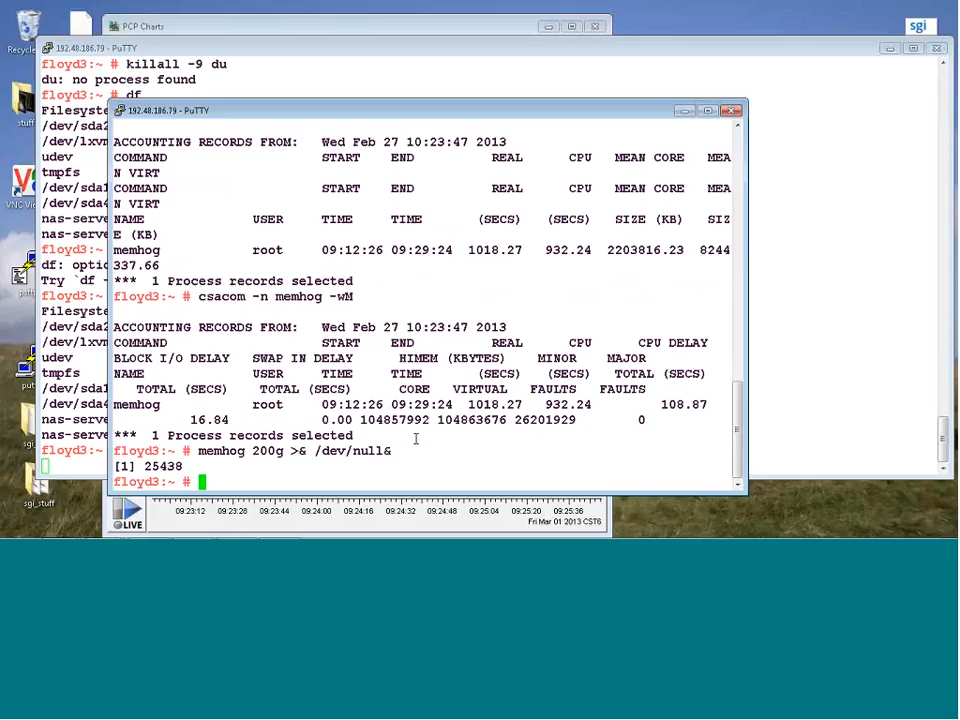 PCP Charts
sgi
Recycle
192.48.186.79 - PuTTY
floyd3:~ # killall -9 du
du: no process found
floyd3:~ # df
Filesyste
/dev/sda2
/dev/lxvm
udev
tmpfs
/dev/sda1
/dev/sda4
nas-serve
nas-serve
floyd3:~
df: optio
Try `df -
floyd3:~
Filesyste
/dev/sda2
/dev/lxvm
udev
tmpfs
/dev/sda1
/dev/sda4
nas-serve
nas-serve
floyd3:~
stuff
VNC Vie
put
sgi_stuff
192.48.186.79 - PuTTY
ACCOUNTING RECORDS FROM: Wed Feb 27 10:23:47 2013
COMMAND START END REAL CPU MEAN CORE MEA
N VIRT
COMMAND START END REAL CPU MEAN CORE MEA
N VIRT
NAME USER TIME TIME (SECS) (SECS) SIZE (KB) SIZ
E (KB)
memhog root 09:12:26 09:29:24 1018.27 932.24 2203816.23 8244
337.66
*** 1 Process records selected
floyd3:~ # csacom -n memhog -wM
ACCOUNTING RECORDS FROM: Wed Feb 27 10:23:47 2013
COMMAND START END REAL CPU CPU DELAY
BLOCK I/O DELAY SWAP IN DELAY HIMEM (KBYTES) MINOR MAJOR
NAME USER TIME TIME (SECS) (SECS) TOTAL (SECS)
TOTAL (SECS) TOTAL (SECS) CORE VIRTUAL FAULTS FAULTS
memhog root 09:12:26 09:29:24 1018.27 932.24 108.87
16.84 0.00 104857992 104863676 26201929 0
*** 1 Process records selected
floyd3:~ # memhog 200g >& /dev/null&
[1] 25438
floyd3:~ #
LIVE
09:23:12 09:23:28 09:23:44 09:24:00 09:24:16 09:24:32 09:24:48 09:25:04 09:25:20 09:25:36
Fri Mar 01 2013 CST6